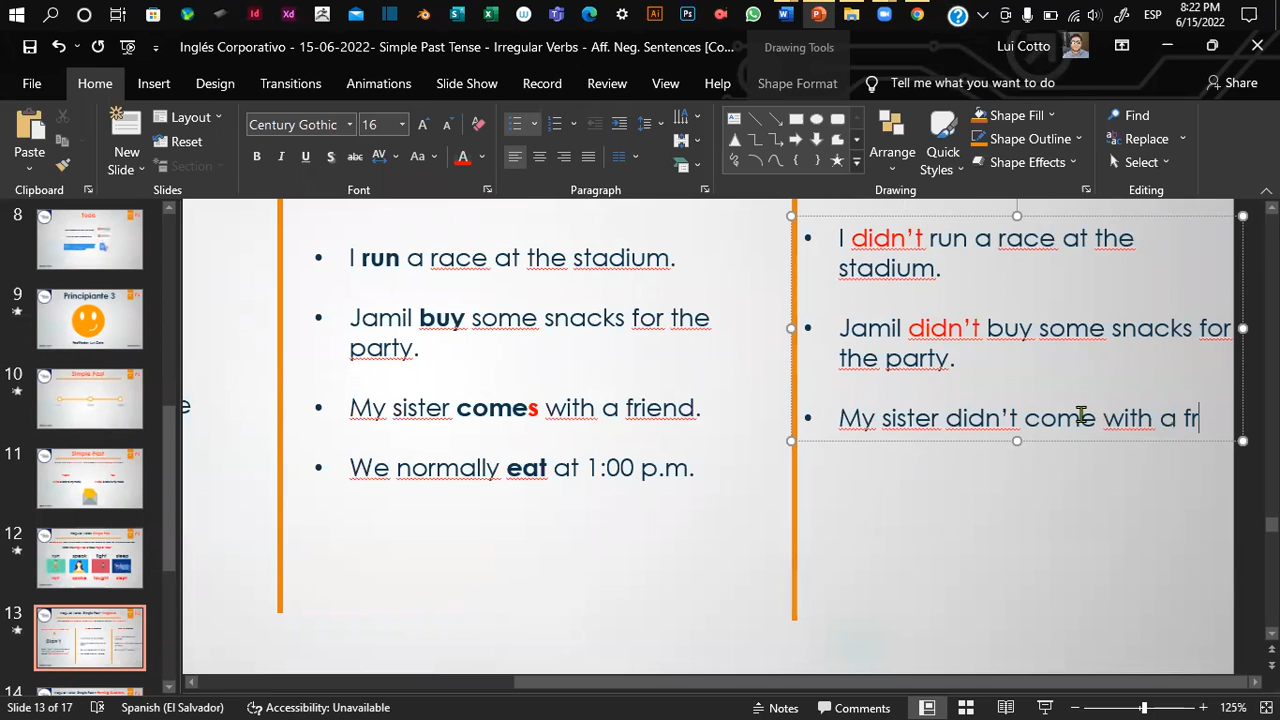 8:22 PM
ESP
6/15/2022
Inglés Corporativo - 15-06-2022- Simple Past Tense - Irregular Verbs - Aff. Neg. Sentences [Co...
Drawing Tools
Lui Cotto
File
Home
Insert
Design
Transitions
Animations
Slide Show
Record
Review
View
Help
Shape Format
Tell me what you want to do
Share
Paste
New
Slide
Layout
Reset
Section
Century Gothic
16
Arrange
Quick
Styles
Shape Fill
Shape Outline
Shape Effects
Find
Replace
Select
Clipboard
Slides
Font
Paragraph
Drawing
Editing
8
9
Principiante 3
10
11
12
run speak fight sleep
13
Didn't
14
e
• I run a race at the stadium.
• Jamil buy some snacks for the
party.
• My sister comes with a friend.
• We normally eat at 1:00 p.m.
• I didn't run a race at the
stadium.
• Jamil didn't buy some snacks for
the party.
• My sister didn't come with a fr
Slide 13 of 17
Spanish (El Salvador)
Accessibility: Unavailable
Notes
Comments
125%